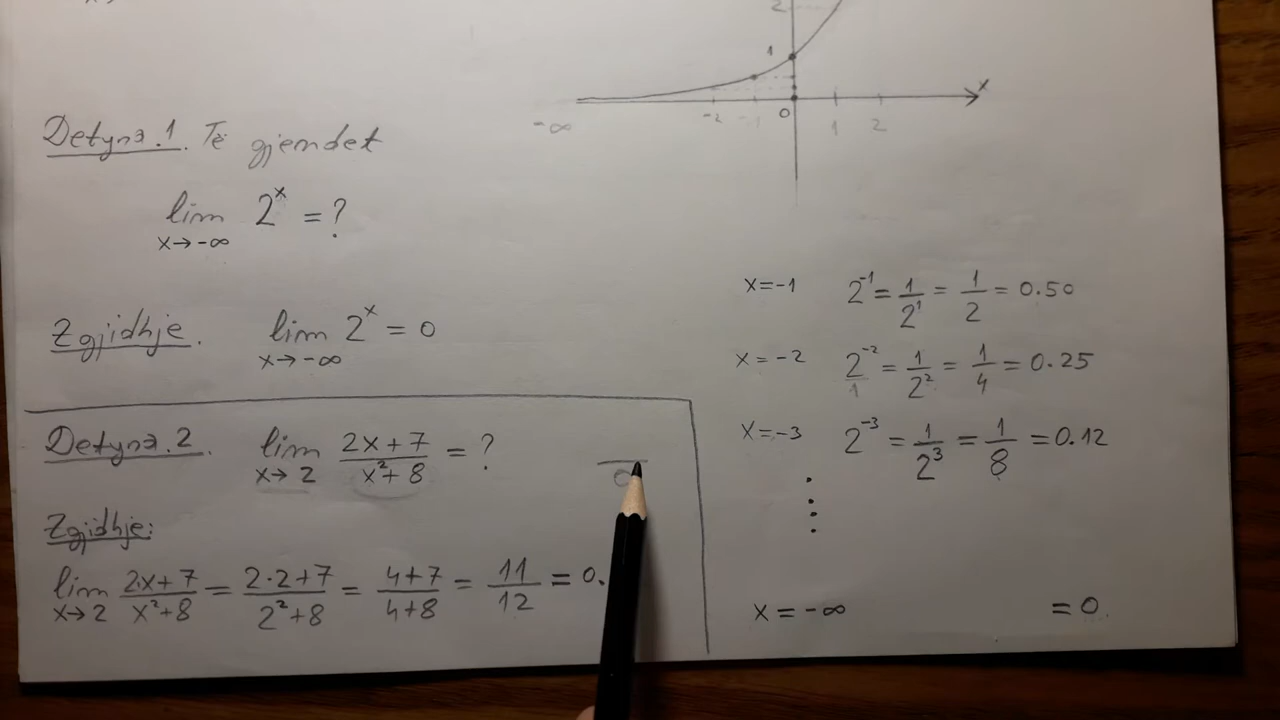 2
1
x
-∞ -2 -1 0 1 2
Detyra.1. Të gjendet
lim 2^x = ?
x→-∞
Zgjidhje. lim 2^x = 0
x→-∞
x=-1 2^-1 = 1/2^1 = 1/2 = 0.50
x=-2 2^-2/1 = 1/2^2 = 1/4 = 0.25
x=-3 2^-3 = 1/2^3 = 1/8 = 0.12
x = -∞ = 0.
Detyra.2. lim (2x+7)/(x²+8) = ?
x→2
0
Zgjidhje:
lim (2·x+7)/(x²+8) = (2·2+7)/(2²+8) = (4+7)/(4+8) = 11/12 = 0.
x→2